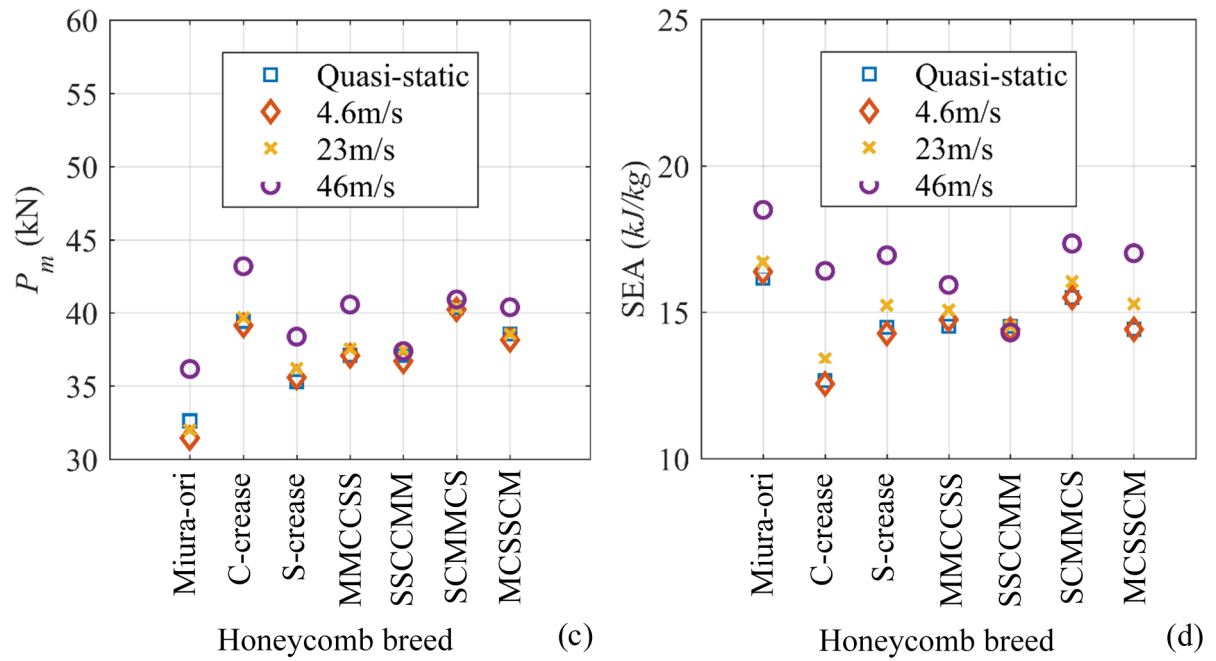 60
55
50
45
40
35
30
P_m (kN)
Quasi-static
4.6m/s
23m/s
46m/s
Miura-ori
C-crease
S-crease
MMCCSS
SSCCMM
SCMMCS
MCSSCM
Honeycomb breed
(c)
25
20
15
10
SEA (kJ/kg)
Quasi-static
4.6m/s
23m/s
46m/s
Miura-ori
C-crease
S-crease
MMCCSS
SSCCMM
SCMMCS
MCSSCM
Honeycomb breed
(d)